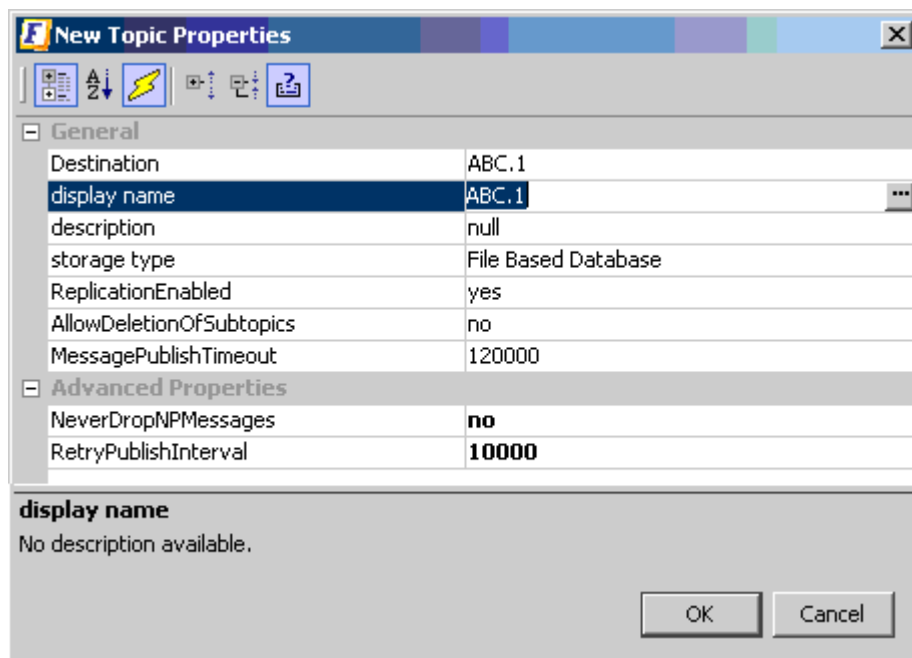 New Topic Properties
A
Z
General
Destination ABC.1
display name ABC.1
description null
storage type File Based Database
ReplicationEnabled yes
AllowDeletionOfSubtopics no
MessagePublishTimeout 120000
Advanced Properties
NeverDropNPMessages no
RetryPublishInterval 10000
display name
No description available.
OK Cancel